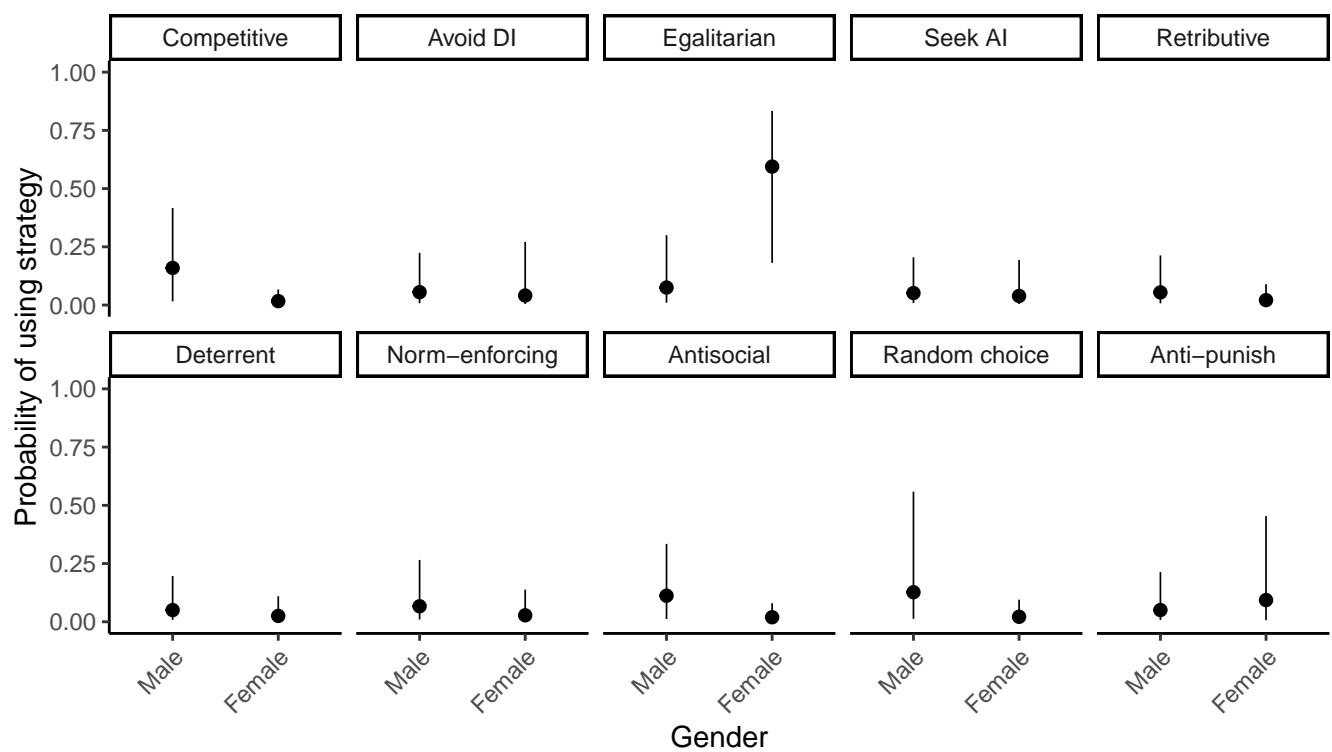 Competitive Avoid DI Egalitarian Seek AI Retributive
1.00
0.75
0.50
0.25
0.00
Probability of using strategy
Deterrent Norm−enforcing Antisocial Random choice Anti−punish
1.00
0.75
0.50
0.25
0.00
Male Female Male Female Male Female Male Female Male Female
Gender